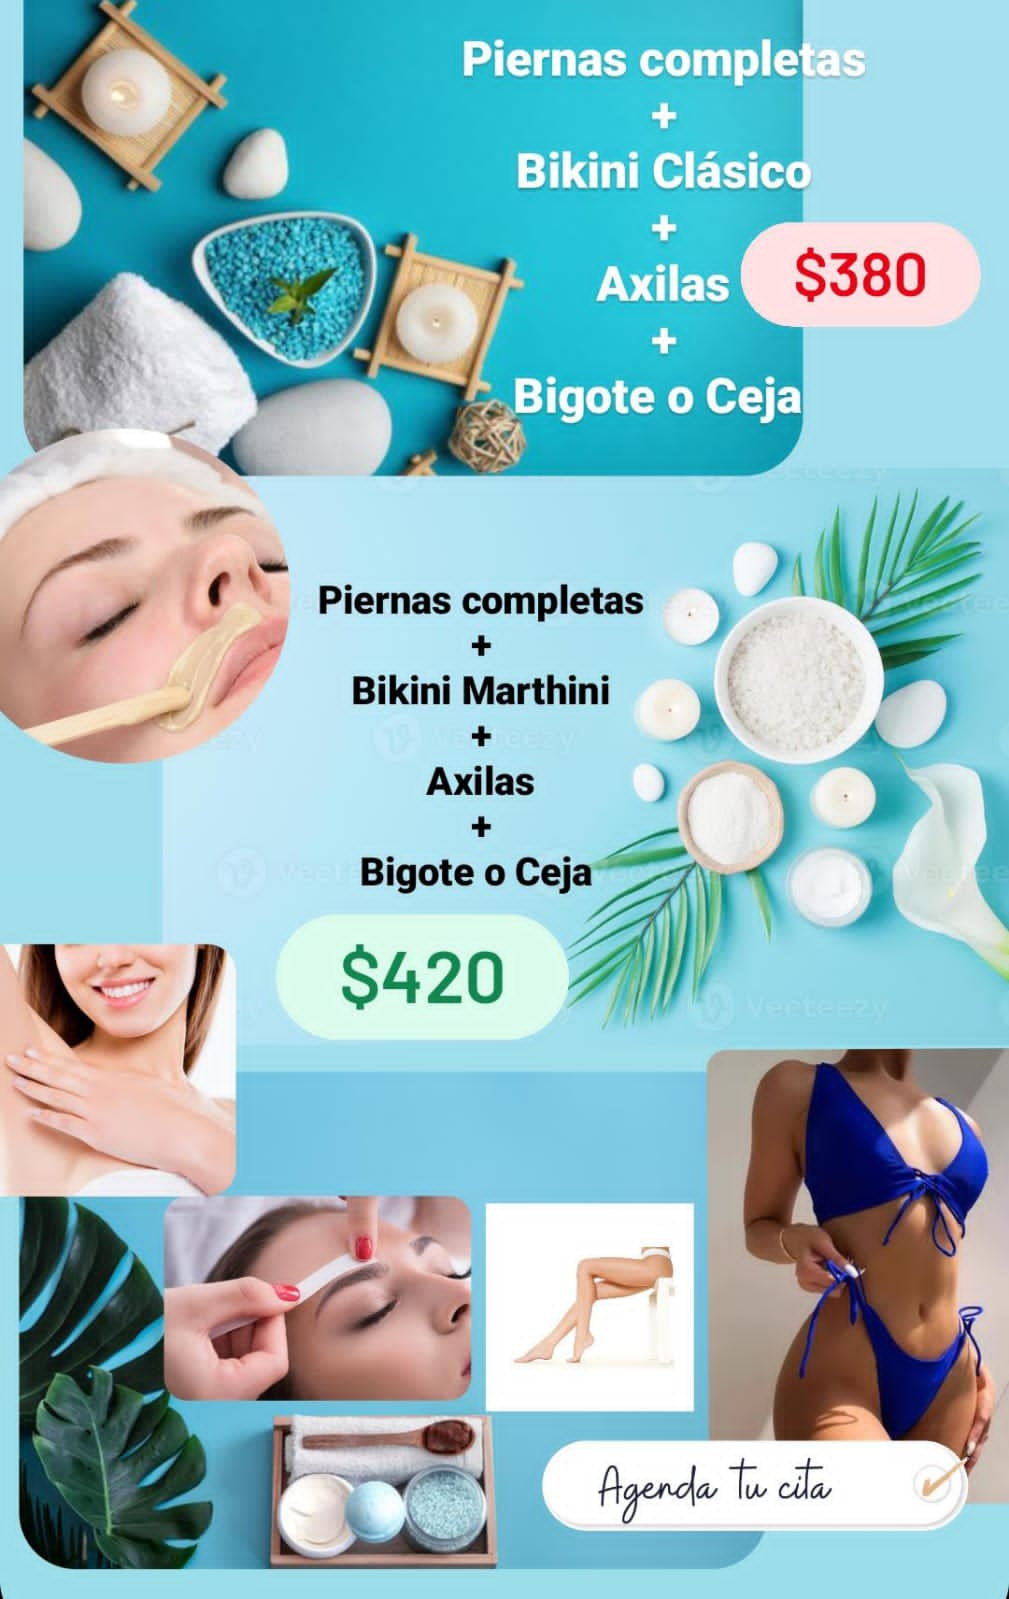 Piernas completas
+
Bikini Clásico
+
Axilas
$380
+
Bigote o Ceja
Piernas completas
+
Bikini Marthini
+
Axilas
+
Bigote o Ceja
$420
Vecteezy
Agenda tu cita